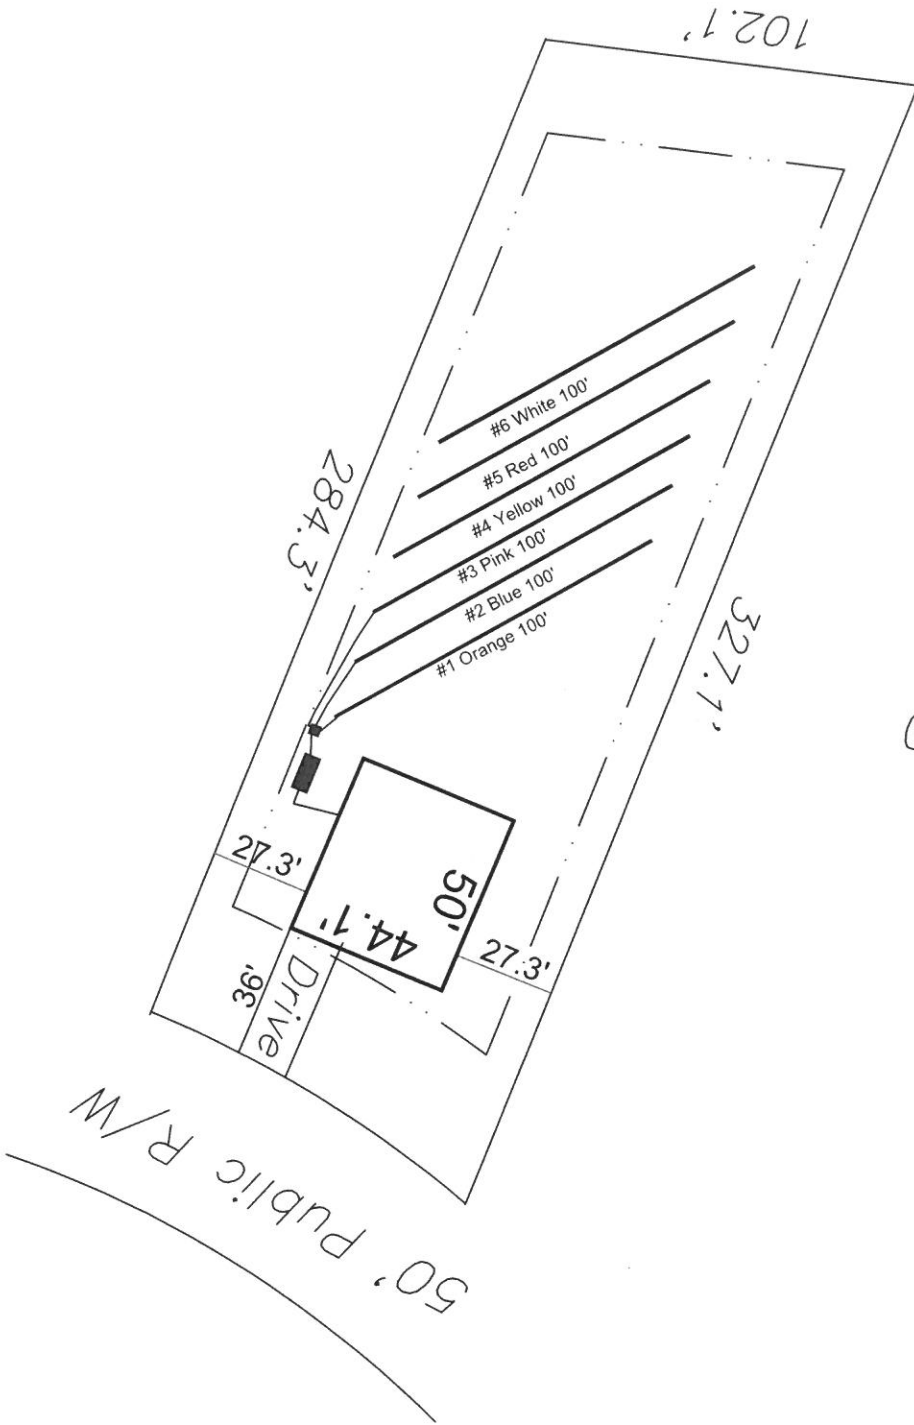 102.1'
#6 White 100'
#5 Red 100'
#4 Yellow 100'
#3 Pink 100'
#2 Blue 100'
#1 Orange 100'
284.3'
327.1'
27.3'
50'
44.1'
27.3'
36'
Drive
50' Public R/W